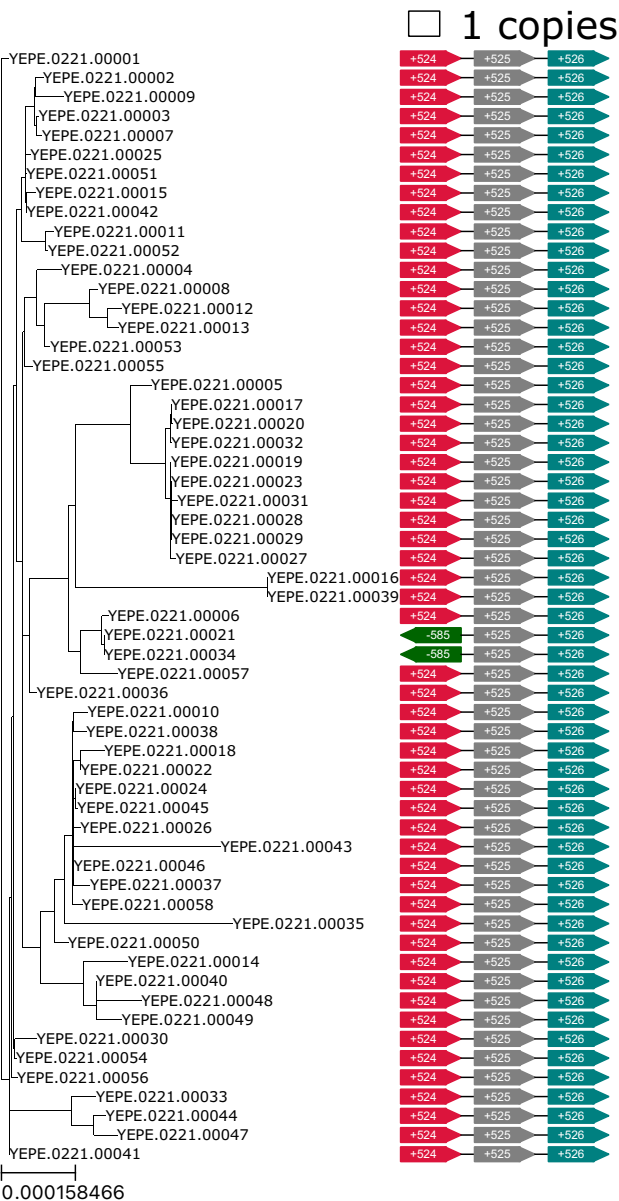 1 copies
YEPE.0221.00001 +524 +525 +526
YEPE.0221.00002 +524 +525 +526
YEPE.0221.00009 +524 +525 +526
YEPE.0221.00003 +524 +525 +526
YEPE.0221.00007 +524 +525 +526
YEPE.0221.00025 +524 +525 +526
YEPE.0221.00051 +524 +525 +526
YEPE.0221.00015 +524 +525 +526
YEPE.0221.00042 +524 +525 +526
YEPE.0221.00011 +524 +525 +526
YEPE.0221.00052 +524 +525 +526
YEPE.0221.00004 +524 +525 +526
YEPE.0221.00008 +524 +525 +526
YEPE.0221.00012 +524 +525 +526
YEPE.0221.00013 +524 +525 +526
YEPE.0221.00053 +524 +525 +526
YEPE.0221.00055 +524 +525 +526
YEPE.0221.00005 +524 +525 +526
YEPE.0221.00017 +524 +525 +526
YEPE.0221.00020 +524 +525 +526
YEPE.0221.00032 +524 +525 +526
YEPE.0221.00019 +524 +525 +526
YEPE.0221.00023 +524 +525 +526
YEPE.0221.00031 +524 +525 +526
YEPE.0221.00028 +524 +525 +526
YEPE.0221.00029 +524 +525 +526
YEPE.0221.00027 +524 +525 +526
YEPE.0221.00016 +524 +525 +526
YEPE.0221.00039 +524 +525 +526
YEPE.0221.00006 +524 +525 +526
YEPE.0221.00021 -585 +525 +526
YEPE.0221.00034 -585 +525 +526
YEPE.0221.00057 +524 +525 +526
YEPE.0221.00036 +524 +525 +526
YEPE.0221.00010 +524 +525 +526
YEPE.0221.00038 +524 +525 +526
YEPE.0221.00018 +524 +525 +526
YEPE.0221.00022 +524 +525 +526
YEPE.0221.00024 +524 +525 +526
YEPE.0221.00045 +524 +525 +526
YEPE.0221.00026 +524 +525 +526
YEPE.0221.00043 +524 +525 +526
YEPE.0221.00046 +524 +525 +526
YEPE.0221.00037 +524 +525 +526
YEPE.0221.00058 +524 +525 +526
YEPE.0221.00035 +524 +525 +526
YEPE.0221.00050 +524 +525 +526
YEPE.0221.00014 +524 +525 +526
YEPE.0221.00040 +524 +525 +526
YEPE.0221.00048 +524 +525 +526
YEPE.0221.00049 +524 +525 +526
YEPE.0221.00030 +524 +525 +526
YEPE.0221.00054 +524 +525 +526
YEPE.0221.00056 +524 +525 +526
YEPE.0221.00033 +524 +525 +526
YEPE.0221.00044 +524 +525 +526
YEPE.0221.00047 +524 +525 +526
YEPE.0221.00041 +524 +525 +526
0.000158466